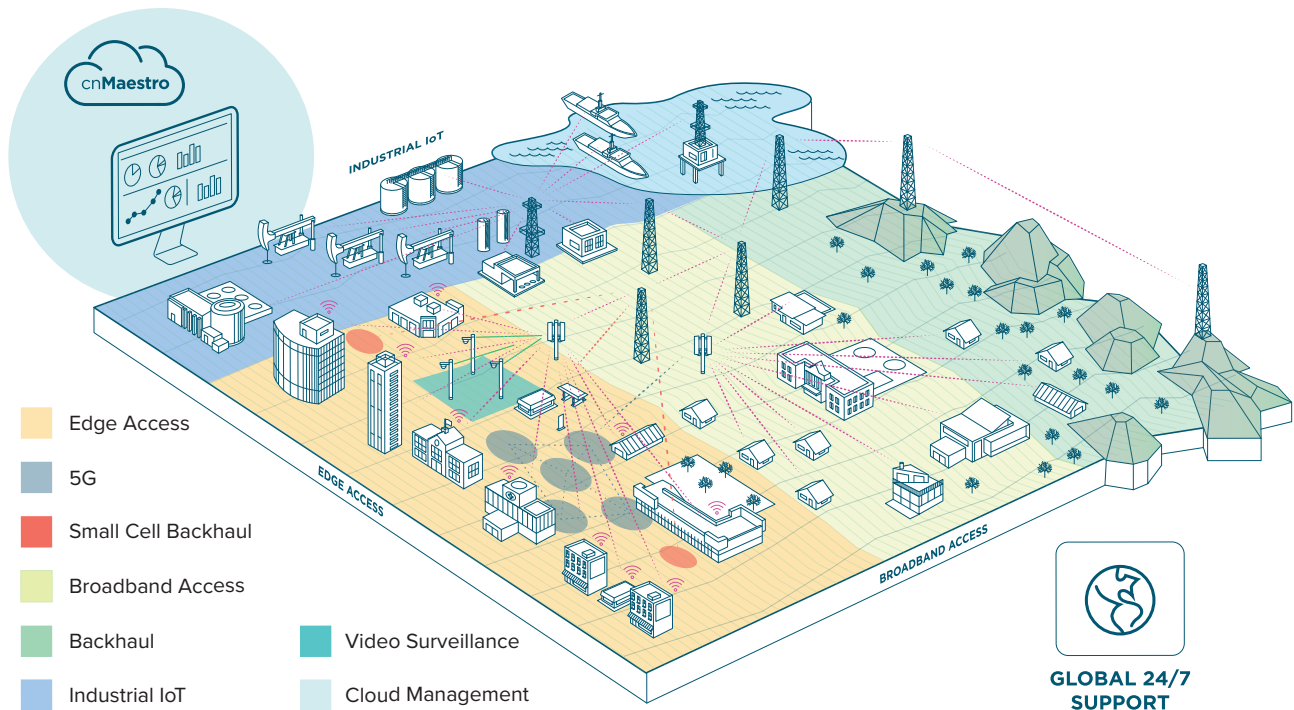 cnMaestro
INDUSTRIAL IoT
EDGE ACCESS
BROADBAND ACCESS
Edge Access
5G
Small Cell Backhaul
Broadband Access
Backhaul
Industrial IoT
Video Surveillance
Cloud Management
GLOBAL 24/7
SUPPORT